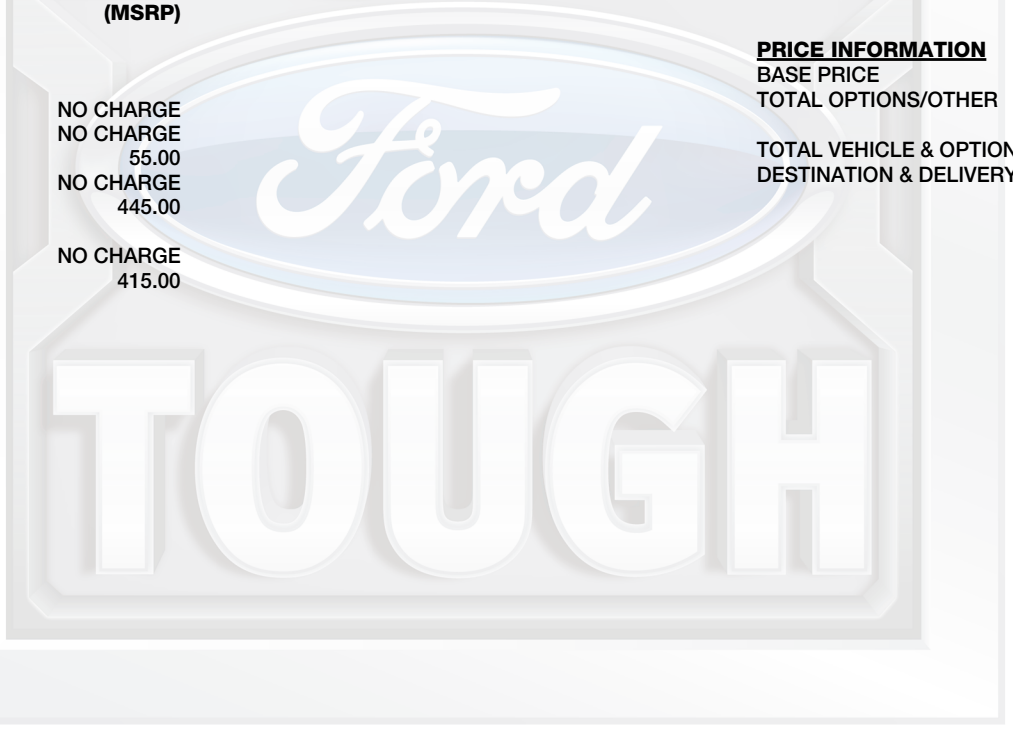 (MSRP)
NO CHARGE
NO CHARGE
55.00
NO CHARGE
445.00
NO CHARGE
415.00
PRICE INFORMATION
BASE PRICE
TOTAL OPTIONS/OTHER
TOTAL VEHICLE & OPTION
DESTINATION & DELIVERY
Ford
TOUGH